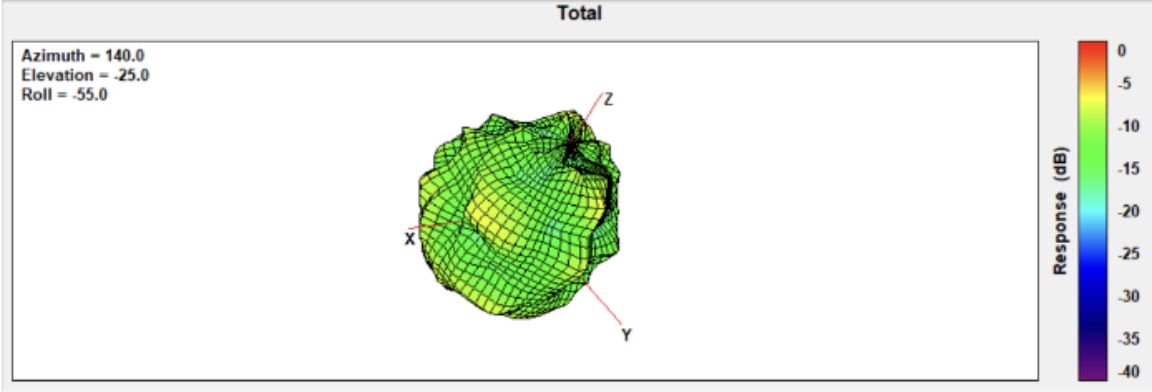 Total
Azimuth = 140.0
Elevation = -25.0
Roll = -55.0
Z
X
Y
Response (dB)
0
-5
-10
-15
-20
-25
-30
-35
-40